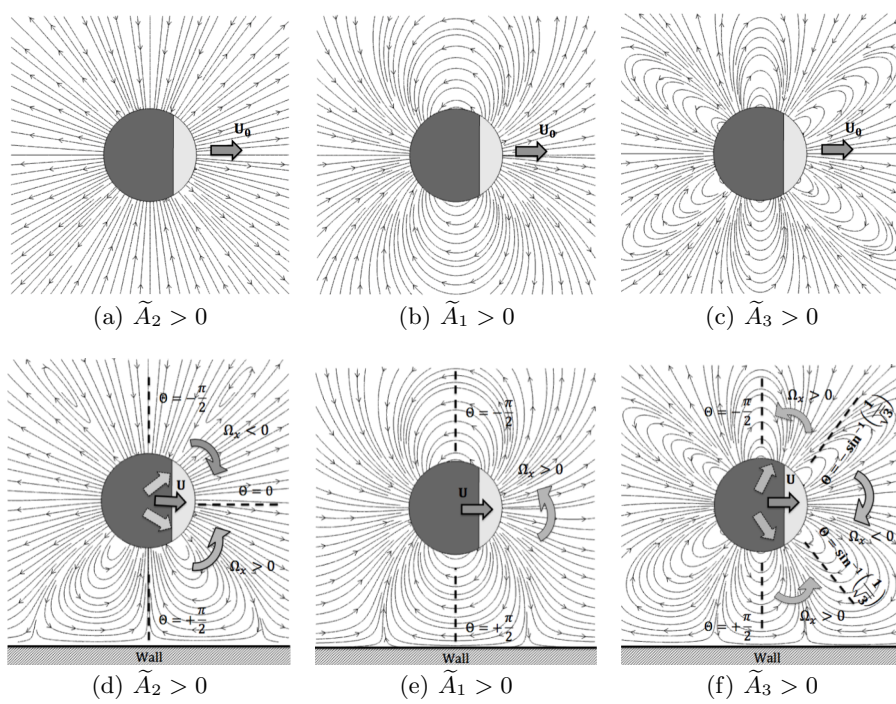 U₀
U₀
U₀
(a) Ã₂ > 0
(b) Ã₁ > 0
(c) Ã₃ > 0
Θ = −π/2
Ωₓ < 0
U
Θ = 0
Ωₓ > 0
Θ = +π/2
Wall
(d) Ã₂ > 0
Θ = −π/2
Ωₓ > 0
U
Θ = +π/2
Wall
(e) Ã₁ > 0
Ωₓ > 0
Θ = −π/2
Θ = − sin⁻¹(1/√3)
U
Ωₓ < 0
Θ = sin⁻¹(1/√3)
Ωₓ > 0
Θ = +π/2
Wall
(f) Ã₃ > 0